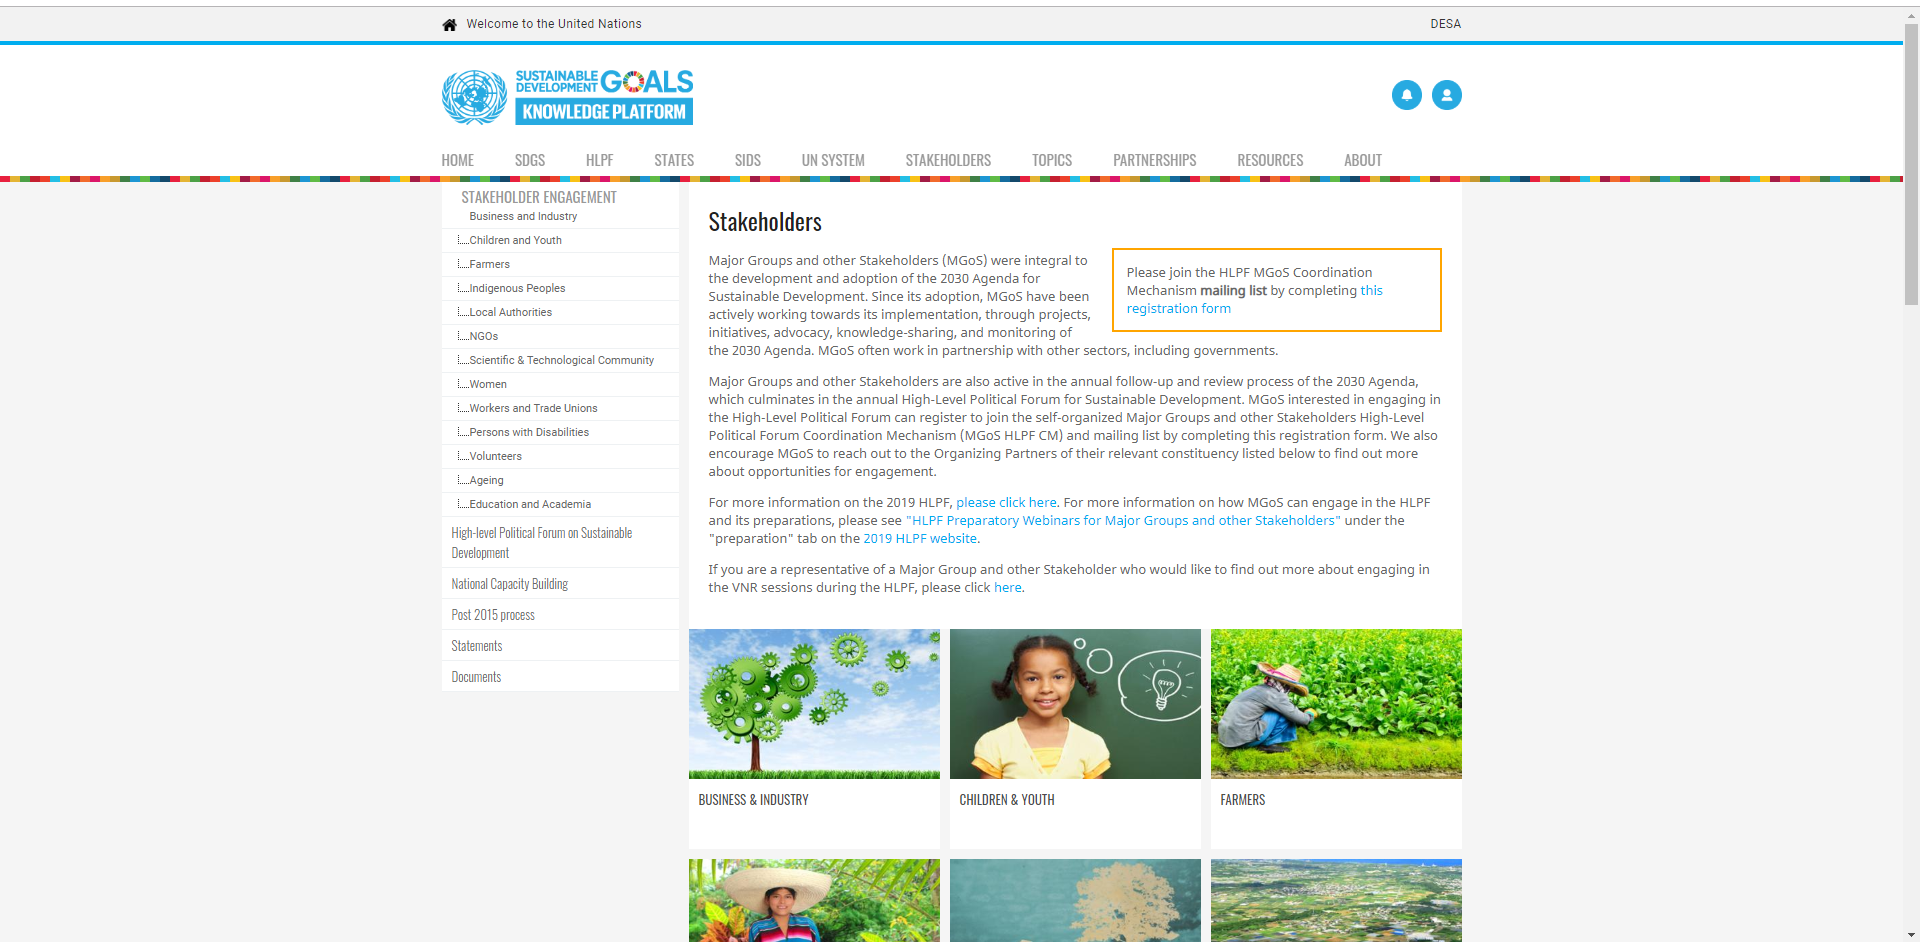 Welcome to the United Nations
DESA
SUSTAINABLE
DEVELOPMENT GOALS
KNOWLEDGE PLATFORM
HOME SDGS HLPF STATES SIDS UN SYSTEM STAKEHOLDERS TOPICS PARTNERSHIPS RESOURCES ABOUT
STAKEHOLDER ENGAGEMENT
Business and Industry
Children and Youth
Farmers
Indigenous Peoples
Local Authorities
NGOs
Scientific & Technological Community
Women
Workers and Trade Unions
Persons with Disabilities
Volunteers
Ageing
Education and Academia
High-level Political Forum on Sustainable
Development
National Capacity Building
Post 2015 process
Statements
Documents
Stakeholders
Major Groups and other Stakeholders (MGoS) were integral to
the development and adoption of the 2030 Agenda for
Sustainable Development. Since its adoption, MGoS have been
actively working towards its implementation, through projects,
initiatives, advocacy, knowledge-sharing, and monitoring of
the 2030 Agenda. MGoS often work in partnership with other sectors, including governments.
Please join the HLPF MGoS Coordination
Mechanism mailing list by completing this
registration form
Major Groups and other Stakeholders are also active in the annual follow-up and review process of the 2030 Agenda,
which culminates in the annual High-Level Political Forum for Sustainable Development. MGoS interested in engaging in
the High-Level Political Forum can register to join the self-organized Major Groups and other Stakeholders High-Level
Political Forum Coordination Mechanism (MGoS HLPF CM) and mailing list by completing this registration form. We also
encourage MGoS to reach out to the Organizing Partners of their relevant constituency listed below to find out more
about opportunities for engagement.
For more information on the 2019 HLPF, please click here. For more information on how MGoS can engage in the HLPF
and its preparations, please see "HLPF Preparatory Webinars for Major Groups and other Stakeholders" under the
"preparation" tab on the 2019 HLPF website.
If you are a representative of a Major Group and other Stakeholder who would like to find out more about engaging in
the VNR sessions during the HLPF, please click here.
BUSINESS & INDUSTRY
CHILDREN & YOUTH
FARMERS